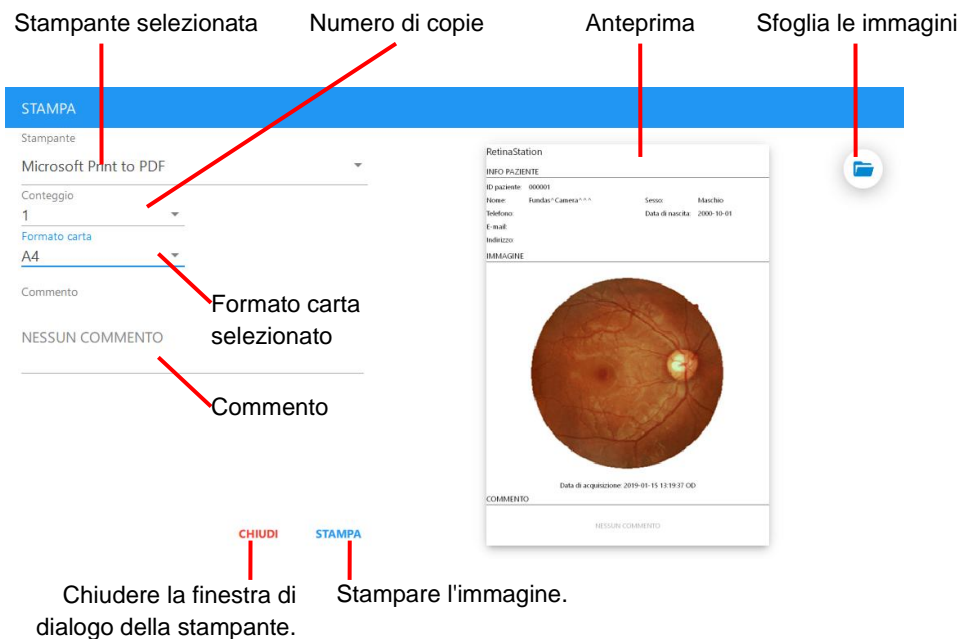 Stampante selezionata
Numero di copie
Anteprima
Sfoglia le immagini
STAMPA
Stampante
Microsoft Print to PDF
Conteggio
1
Formato carta
A4
Commento
NESSUN COMMENTO
Formato carta
selezionato
Commento
RetinaStation
INFO PAZIENTE
ID paziente: 000001
Nome: Fundas^Camera^^^ Sesso: Maschio
Telefono: Data di nascita: 2000-10-01
E-mail:
Indirizzo:
IMMAGINE
Data di acquisizione: 2019-01-15 13:19:37 OD
COMMENTO
NESSUN COMMENTO
CHIUDI STAMPA
Chiudere la finestra di
dialogo della stampante.
Stampare l'immagine.